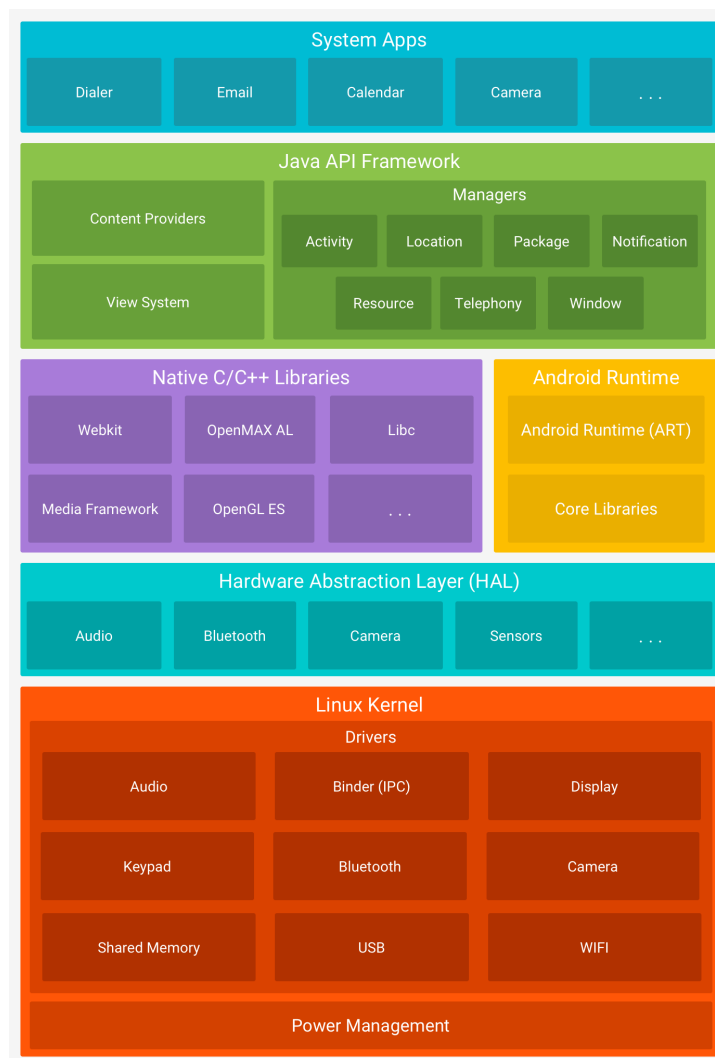 System Apps
Dialer
Email
Calendar
Camera
. . .
Java API Framework
Content Providers
View System
Managers
Activity
Location
Package
Notification
Resource
Telephony
Window
Native C/C++ Libraries
Webkit
OpenMAX AL
Libc
Media Framework
OpenGL ES
. . .
Android Runtime
Android Runtime (ART)
Core Libraries
Hardware Abstraction Layer (HAL)
Audio
Bluetooth
Camera
Sensors
. . .
Linux Kernel
Drivers
Audio
Binder (IPC)
Display
Keypad
Bluetooth
Camera
Shared Memory
USB
WIFI
Power Management